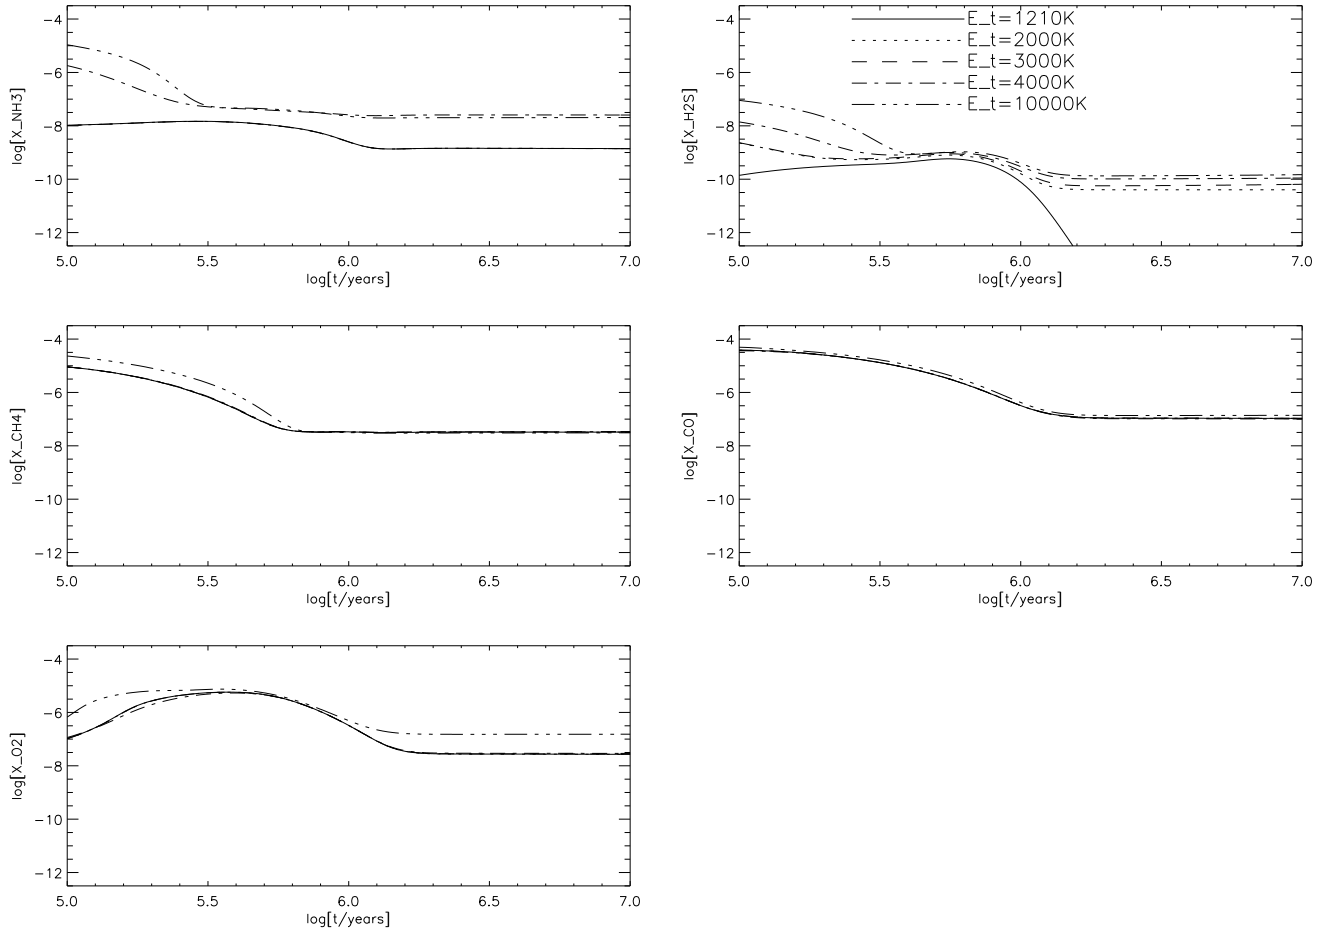 log[X_NH3]
−4
−6
−8
−10
−12
5.0 5.5 6.0 6.5 7.0
log[t/years]
log[X_H2S]
−4
−6
−8
−10
−12
E_t=1210K
E_t=2000K
E_t=3000K
E_t=4000K
E_t=10000K
5.0 5.5 6.0 6.5 7.0
log[t/years]
log[X_CH4]
−4
−6
−8
−10
−12
5.0 5.5 6.0 6.5 7.0
log[t/years]
log[X_CO]
−4
−6
−8
−10
−12
5.0 5.5 6.0 6.5 7.0
log[t/years]
log[X_O2]
−4
−6
−8
−10
−12
5.0 5.5 6.0 6.5 7.0
log[t/years]